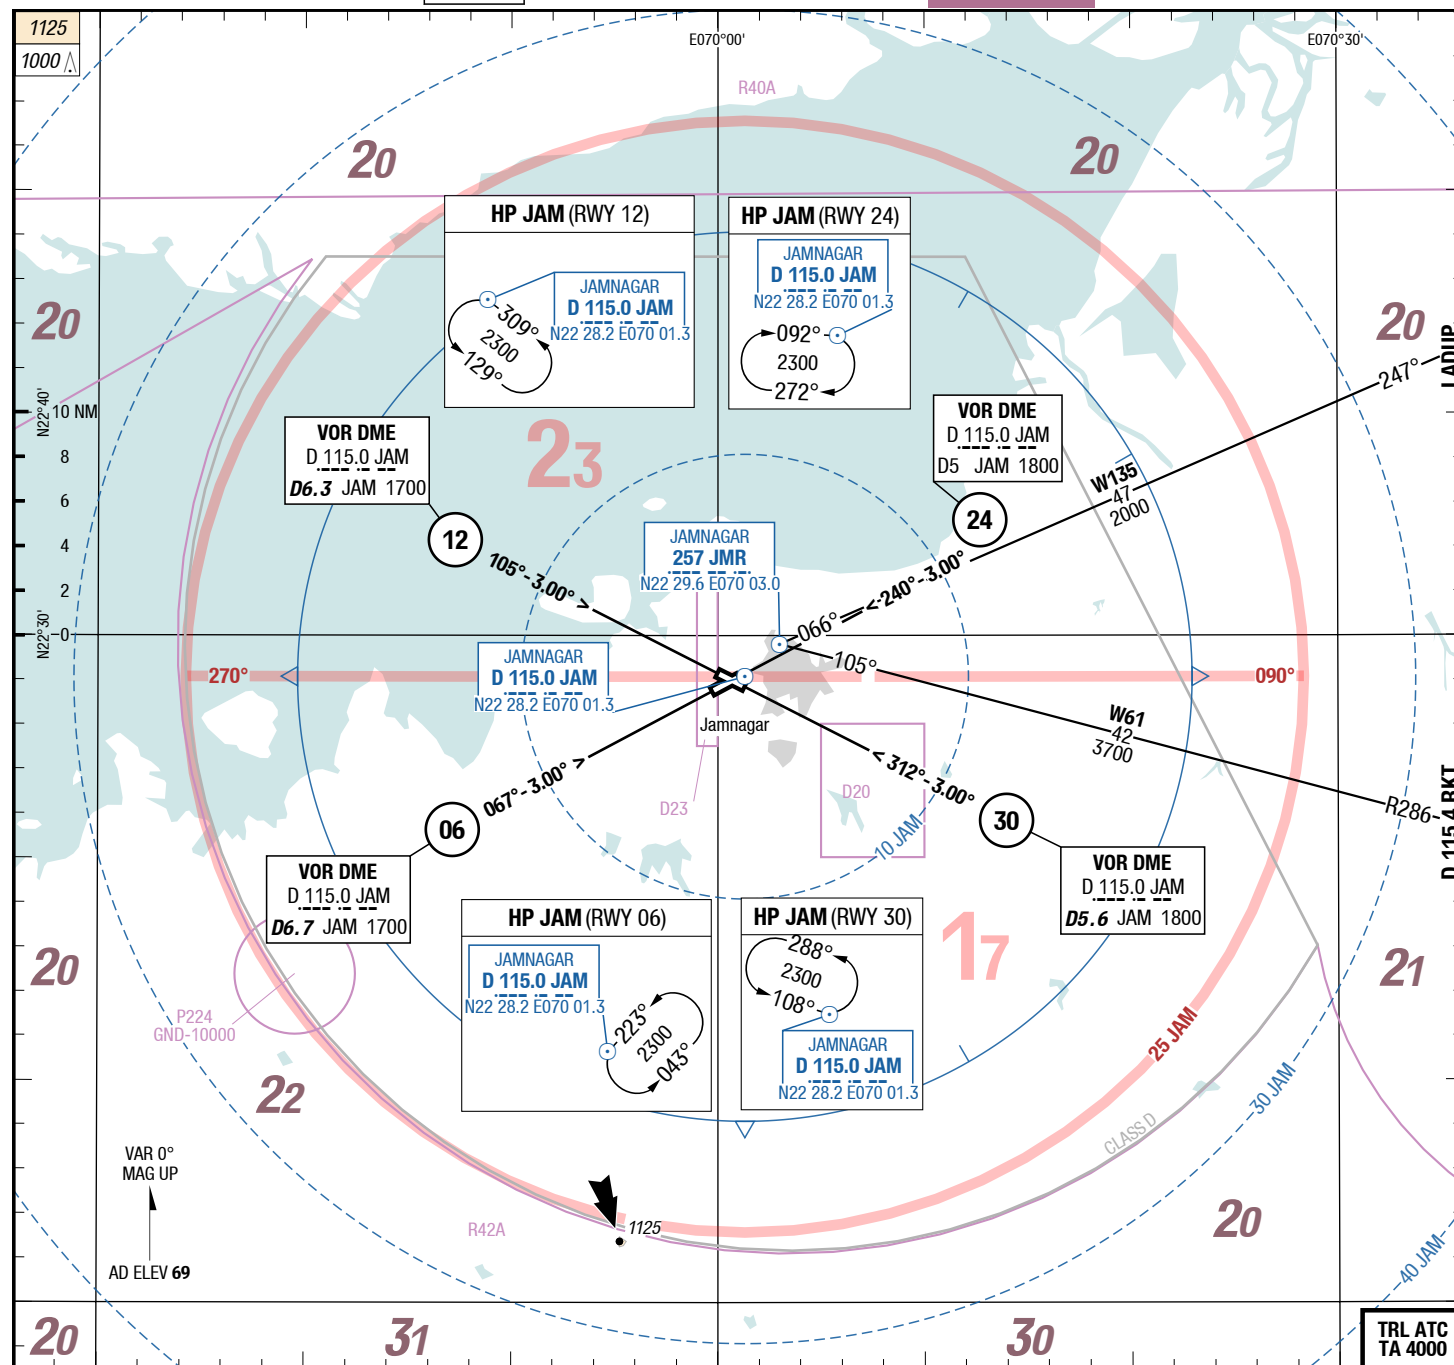 1125
1000
E070°00'
E070°30'
R40A
20
20
HP JAM (RWY 12)
JAMNAGAR
D 115.0 JAM
N22 28.2 E070 01.3
309°
2300
129°
HP JAM (RWY 24)
JAMNAGAR
D 115.0 JAM
N22 28.2 E070 01.3
092°
2300
272°
20
20
LADUP
247°
N22°40'
10 NM
8
6
4
2
0
N22°30'
VOR DME
D 115.0 JAM
D6.3 JAM 1700
12
105°-3.00° >
23
VOR DME
D 115.0 JAM
D5 JAM 1800
24
W135
47
2000
JAMNAGAR
257 JMR
N22 29.6 E070 03.0
066°
< 240°-3.00°
105°
270°
090°
JAMNAGAR
D 115.0 JAM
N22 28.2 E070 01.3
Jamnagar
W61
42
3700
R286
D 115.4 BKT
067°-3.00° >
06
D23
D20
< 312°-3.00°
30
10 JAM
VOR DME
D 115.0 JAM
D6.7 JAM 1700
VOR DME
D 115.0 JAM
D5.6 JAM 1800
HP JAM (RWY 06)
JAMNAGAR
D 115.0 JAM
N22 28.2 E070 01.3
223°
2300
043°
HP JAM (RWY 30)
288°
2300
108°
JAMNAGAR
D 115.0 JAM
N22 28.2 E070 01.3
17
20
21
P224
GND-10000
25 JAM
30 JAM
22
CLASS D
VAR 0°
MAG UP
AD ELEV 69
R42A
1125
20
40 JAM
20
31
30
TRL ATC
TA 4000